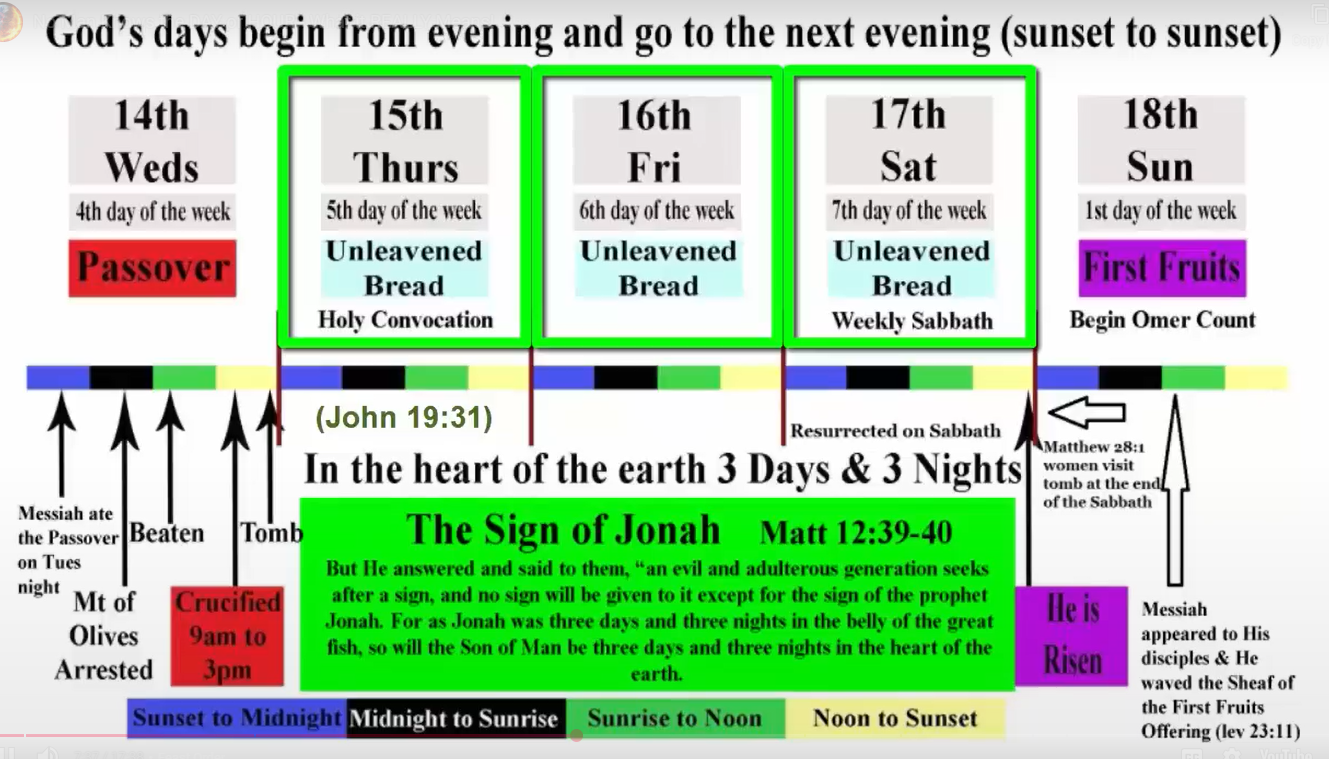 God's days begin from evening and go to the next evening (sunset to sunset)
14th
Weds
4th day of the week
Passover
15th
Thurs
5th day of the week
Unleavened
Bread
Holy Convocation
16th
Fri
6th day of the week
Unleavened
Bread
17th
Sat
7th day of the week
Unleavened
Bread
Weekly Sabbath
18th
Sun
1st day of the week
First Fruits
Begin Omer Count
(John 19:31)
Resurrected on Sabbath
In the heart of the earth 3 Days & 3 Nights
Matthew 28:1
women visit
tomb at the end
of the Sabbath
Messiah ate
the Passover
on Tues
night
Mt of
Olives
Arrested
Beaten
Crucified
9am to
3pm
Tomb
The Sign of Jonah Matt 12:39-40
But He answered and said to them, “an evil and adulterous generation seeks
after a sign, and no sign will be given to it except for the sign of the prophet
Jonah. For as Jonah was three days and three nights in the belly of the great
fish, so will the Son of Man be three days and three nights in the heart of the
earth.
He is
Risen
Messiah
appeared to His
disciples & He
waved the Sheaf of
the First Fruits
Offering (lev 23:11)
Sunset to Midnight
Midnight to Sunrise
Sunrise to Noon
Noon to Sunset
YouTube